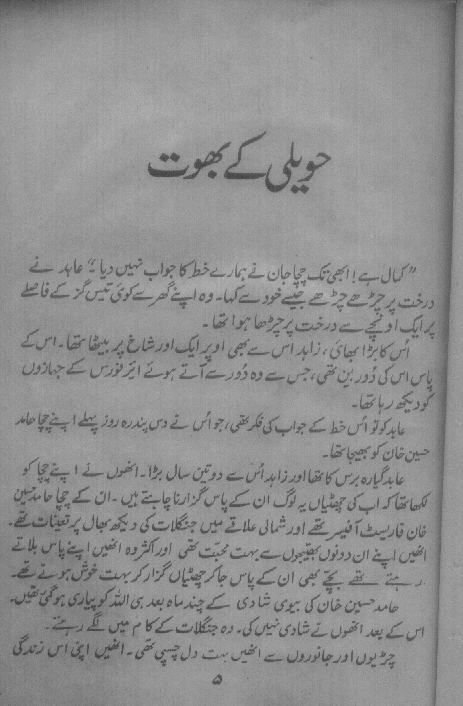 حویلی کے بھوت
”کمال ہے! ابھی تک چچا جان نے ہمارے خط کا جواب نہیں دیا؟“ عابد نے
درخت پر چڑھے چڑھے جیسے خود سے کہا۔ وہ اپنے گھر سے کوئی تیس گز کے فاصلے
پر ایک اونچے سے درخت پر چڑھا ہوا تھا۔
اُس کا بڑا بھائی، زاہد اس سے بھی اوپر ایک اور شاخ پر بیٹھا تھا۔ اس کے
پاس اس کی دُور بین تھی، جس سے وہ دُور سے آتے ہوئے ایئر فورس کے جہازوں
کو دیکھ رہا تھا۔
عابد کو تو اُس خط کے جواب کی فکر تھی، جو اُس نے دس پندرہ روز پہلے اپنے چچا حامد
حسین خان کو بھیجا تھا۔
عابد گیارہ برس کا تھا اور زاہد اُس سے دو تین سال بڑا۔ انھوں نے اپنے چچا کو
لکھا تھا کہ اب کی چھٹیاں یہ لوگ ان کے پاس گزارنا چاہتے ہیں۔ ان کے چچا حامد حسین
خان فاریسٹ آفیسر تھے اور شمالی علاقے میں جنگلات کی دیکھ بھال پر تعینات تھے۔
انھیں اپنے ان دونوں بھتیجوں سے بہت محبت تھی اور اکثر وہ انھیں اپنے پاس بلاتے
رہتے تھے بچے بھی ان کے پاس جا کر چھٹیاں گزار کر بہت خوش ہوتے تھے۔
حامد حسین خان کی بیوی شادی کے چند ماہ بعد ہی اللہ کو پیاری ہو گئی تھیں۔
اس کے بعد انھوں نے شادی نہیں کی۔ وہ جنگلات کے کام میں لگے رہتے۔
چڑیوں اور جانوروں سے انھیں بہت دل چسپی تھی۔ انھیں اپنی اس زندگی
۵